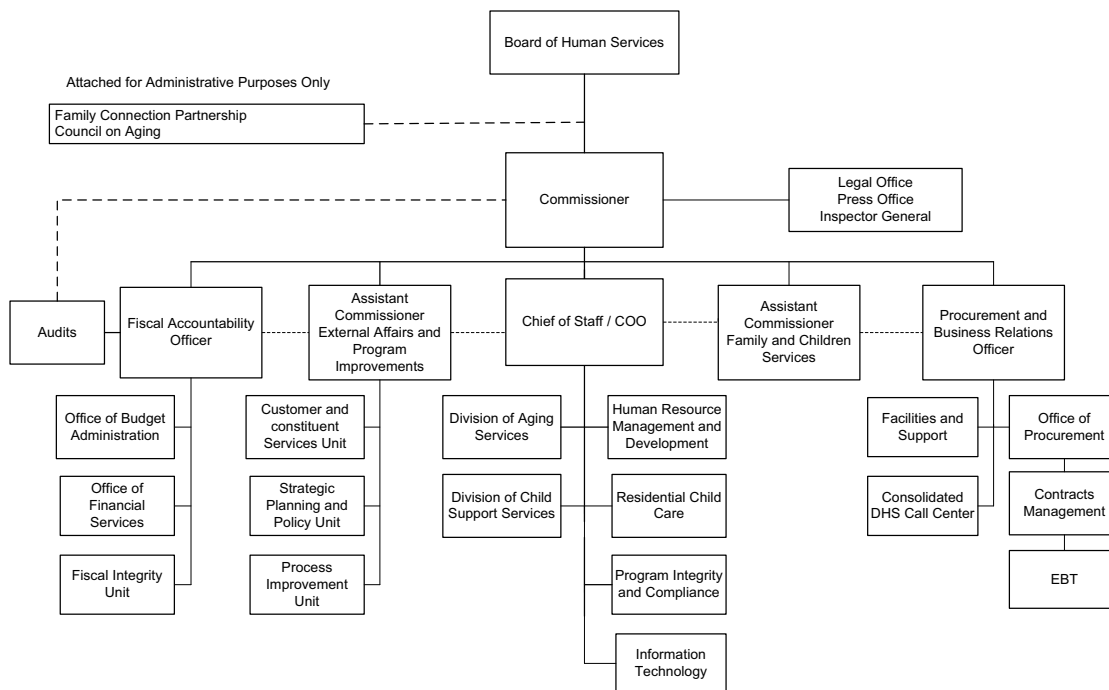 Board of Human Services
Attached for Administrative Purposes Only
Family Connection Partnership
Council on Aging
Commissioner
Legal Office
Press Office
Inspector General
Audits
Fiscal Accountability
Officer
Assistant
Commissioner
External Affairs and
Program
Improvements
Chief of Staff / COO
Assistant
Commissioner
Family and Children
Services
Procurement and
Business Relations
Officer
Office of Budget
Administration
Customer and
constituent
Services Unit
Division of Aging
Services
Human Resource
Management and
Development
Facilities and
Support
Office of
Procurement
Office of
Financial
Services
Strategic
Planning and
Policy Unit
Division of Child
Support Services
Residential Child
Care
Consolidated
DHS Call Center
Contracts
Management
Fiscal Integrity
Unit
Process
Improvement
Unit
Program Integrity
and Compliance
EBT
Information
Technology